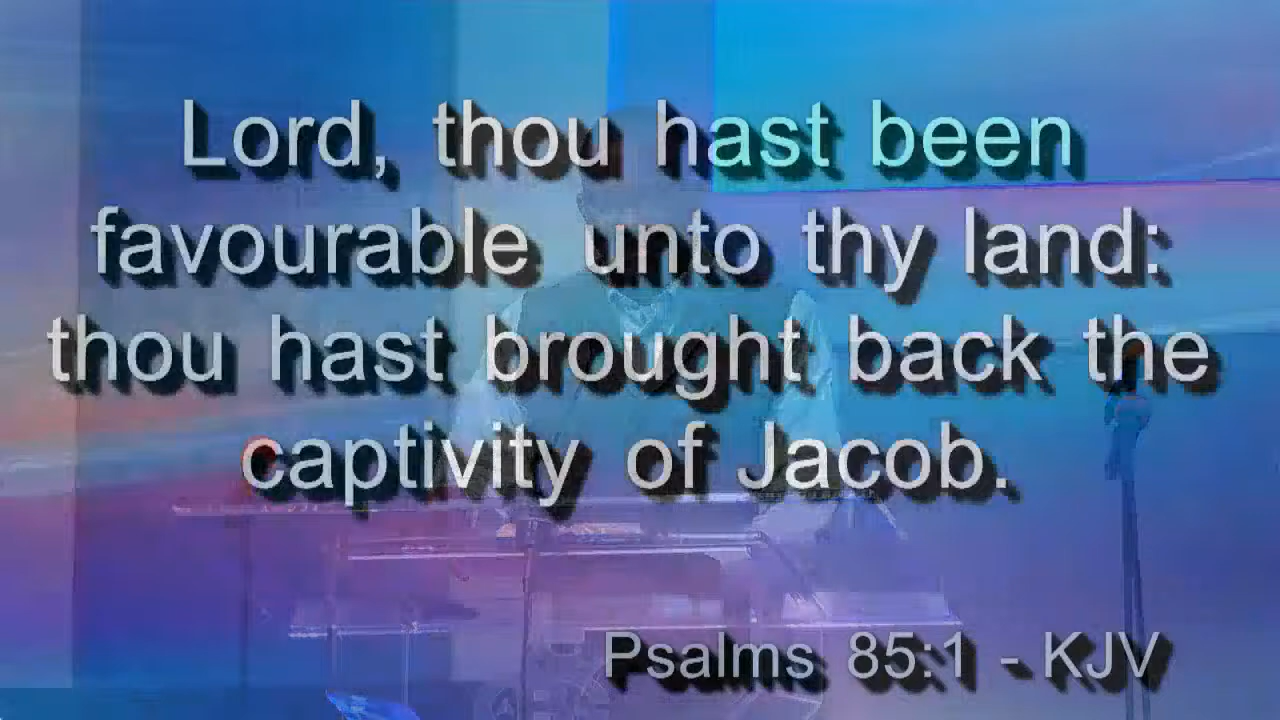 Lord, thou hast been
favourable unto thy land:
thou hast brought back the
captivity of Jacob.
Psalms 85:1 - KJV